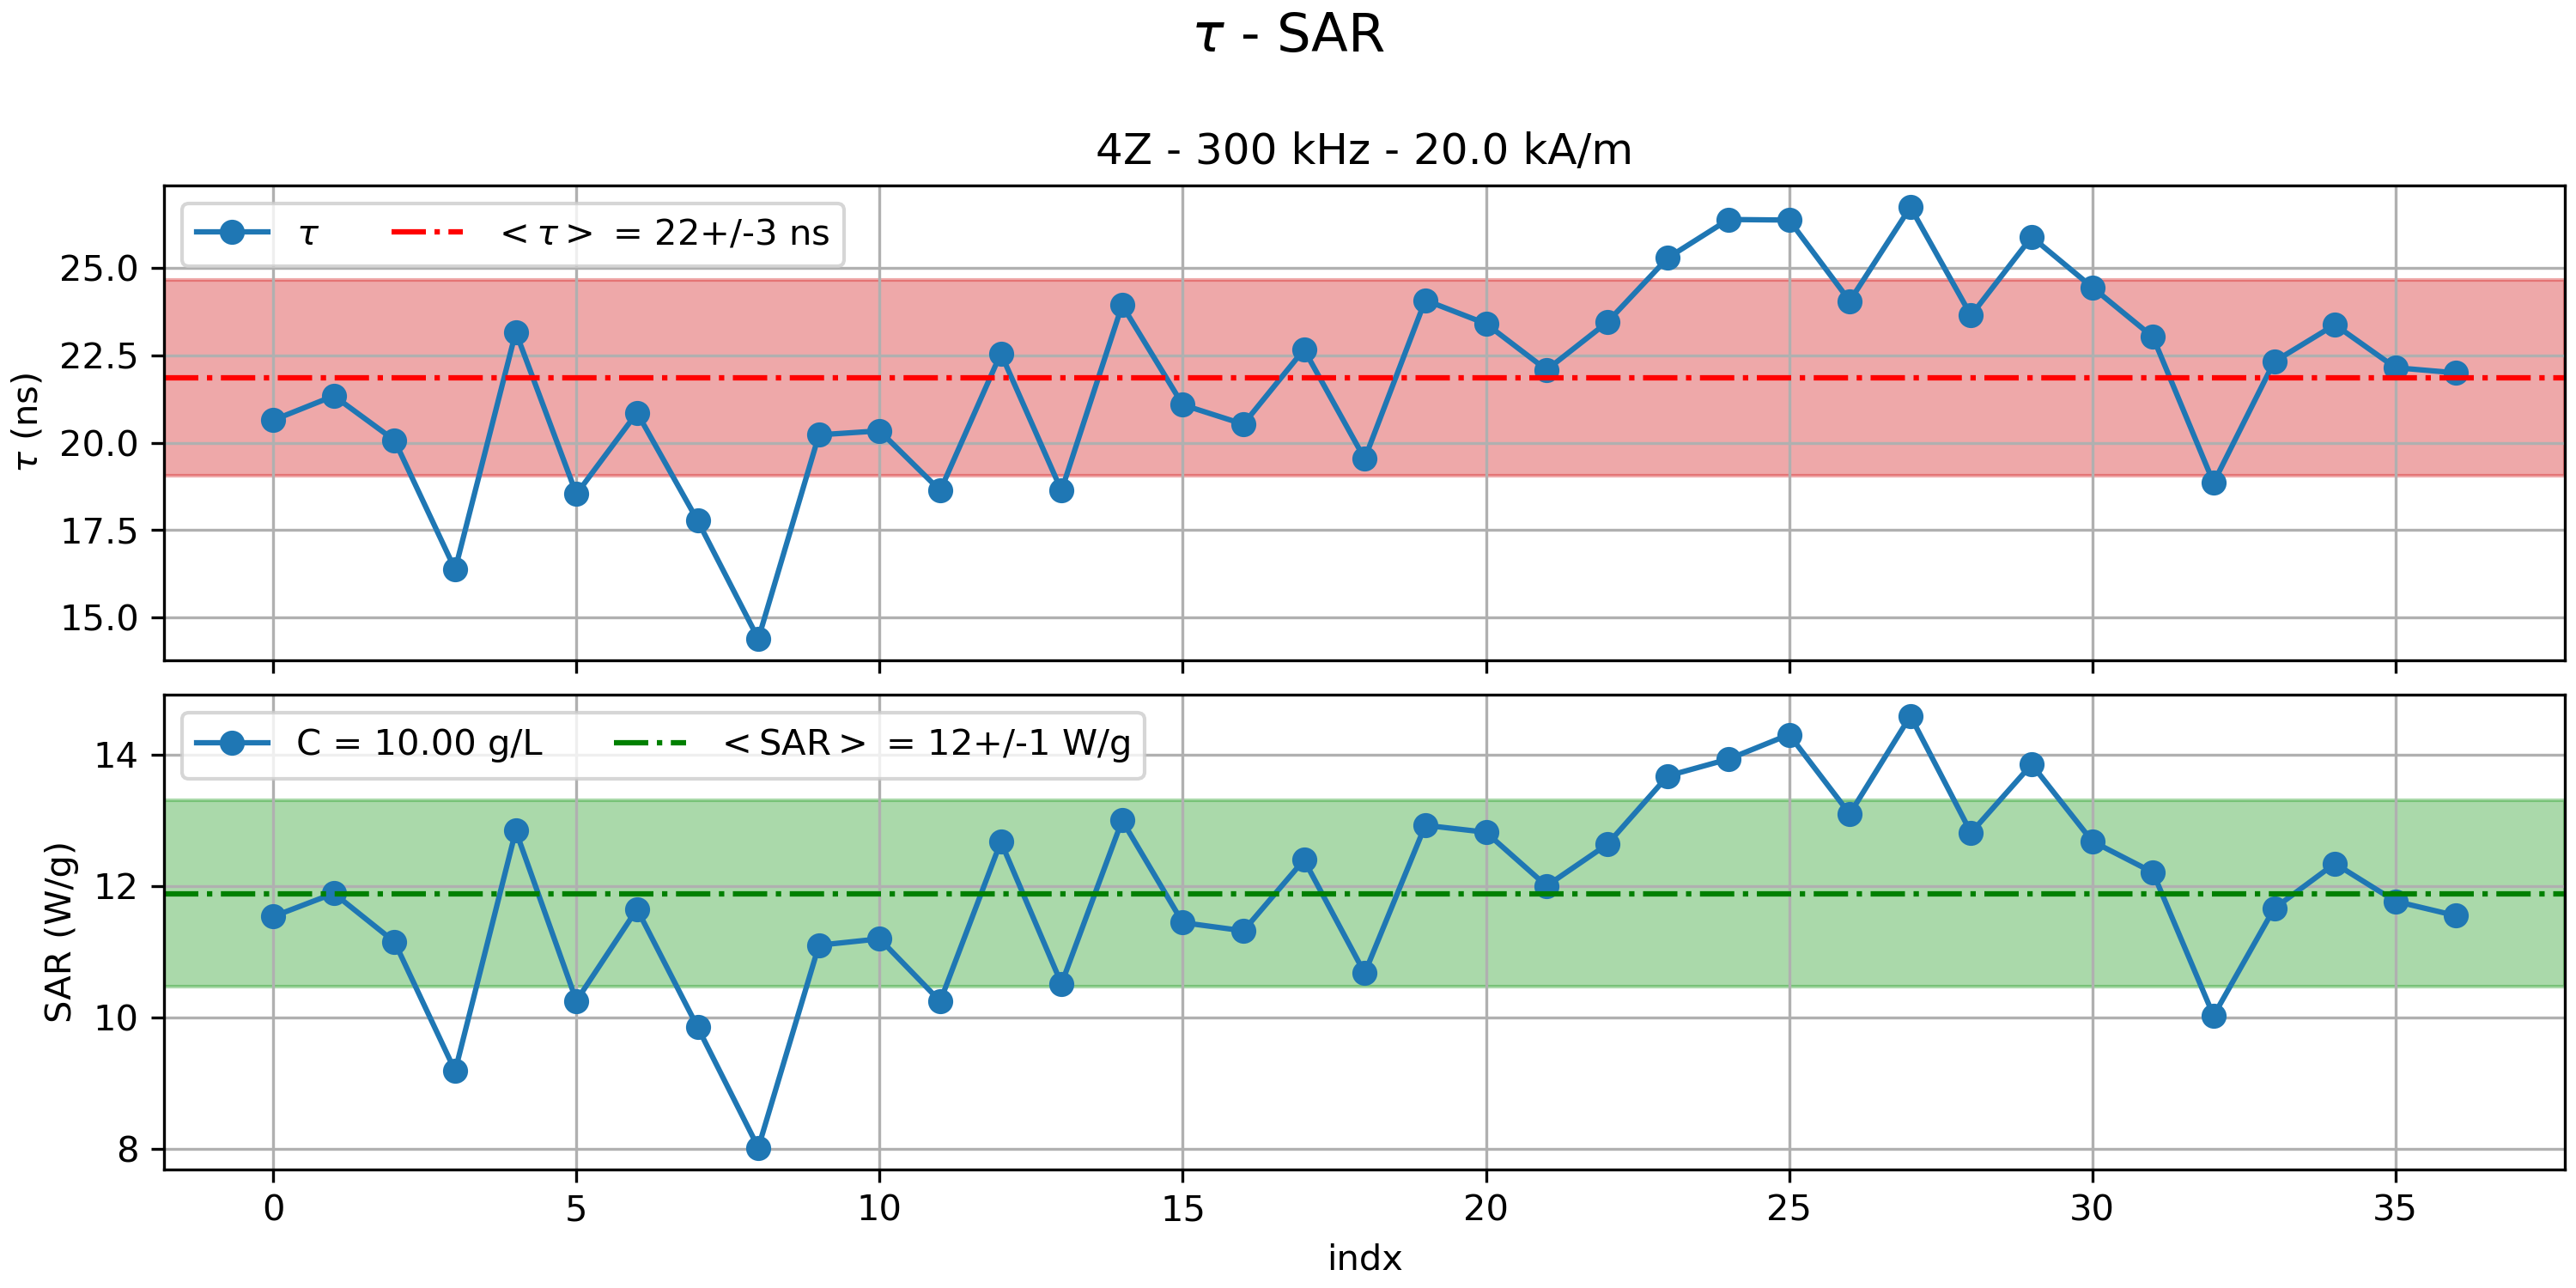 τ - SAR
4Z - 300 kHz - 20.0 kA/m
τ <τ> = 22+/-3 ns
25.0
22.5
20.0
17.5
15.0
τ (ns)
C = 10.00 g/L <SAR> = 12+/-1 W/g
14
12
10
8
SAR (W/g)
0 5 10 15 20 25 30 35
indx